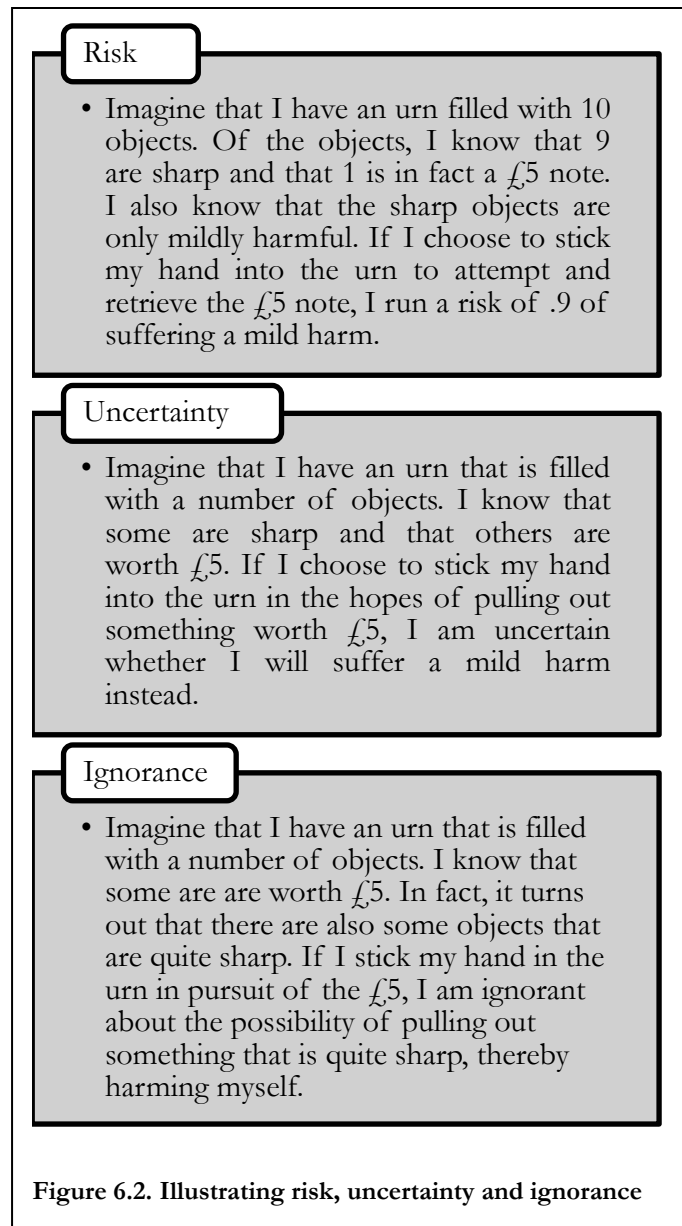 Risk
• Imagine that I have an urn filled with 10
objects. Of the objects, I know that 9
are sharp and that 1 is in fact a £5 note.
I also know that the sharp objects are
only mildly harmful. If I choose to stick
my hand into the urn to attempt and
retrieve the £5 note, I run a risk of .9 of
suffering a mild harm.
Uncertainty
• Imagine that I have an urn that is filled
with a number of objects. I know that
some are sharp and that others are
worth £5. If I choose to stick my hand
into the urn in the hopes of pulling out
something worth £5, I am uncertain
whether I will suffer a mild harm
instead.
Ignorance
• Imagine that I have an urn that is filled
with a number of objects. I know that
some are are worth £5. In fact, it turns
out that there are also some objects that
are quite sharp. If I stick my hand in the
urn in pursuit of the £5, I am ignorant
about the possibility of pulling out
something that is quite sharp, thereby
harming myself.
Figure 6.2. Illustrating risk, uncertainty and ignorance